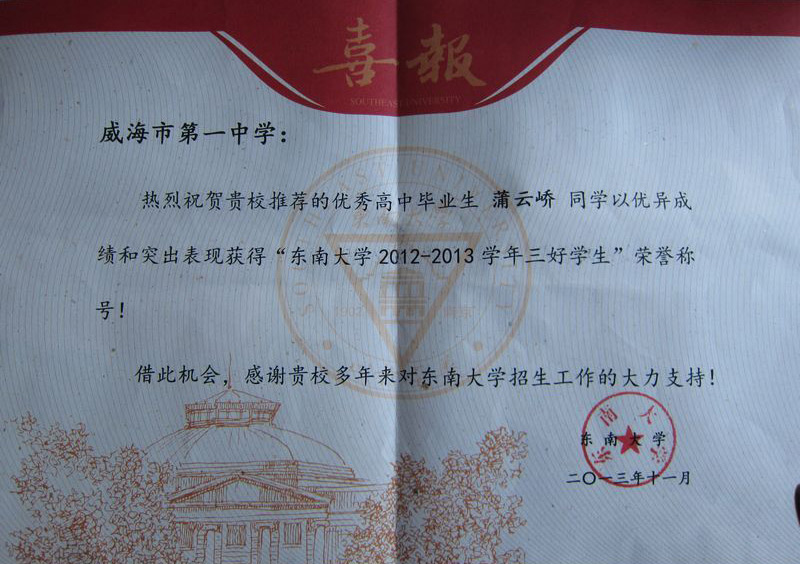 喜报
SOUTHEAST UNIVERSITY
威海市第一中学：
热烈祝贺贵校推荐的优秀高中毕业生 蒲云峤 同学以优异成
绩和突出表现获得“东南大学2012-2013学年三好学生”荣誉称
号！
借此机会，感谢贵校多年来对东南大学招生工作的大力支持！
东南大学
东南大学
二〇一三年十一月
1902